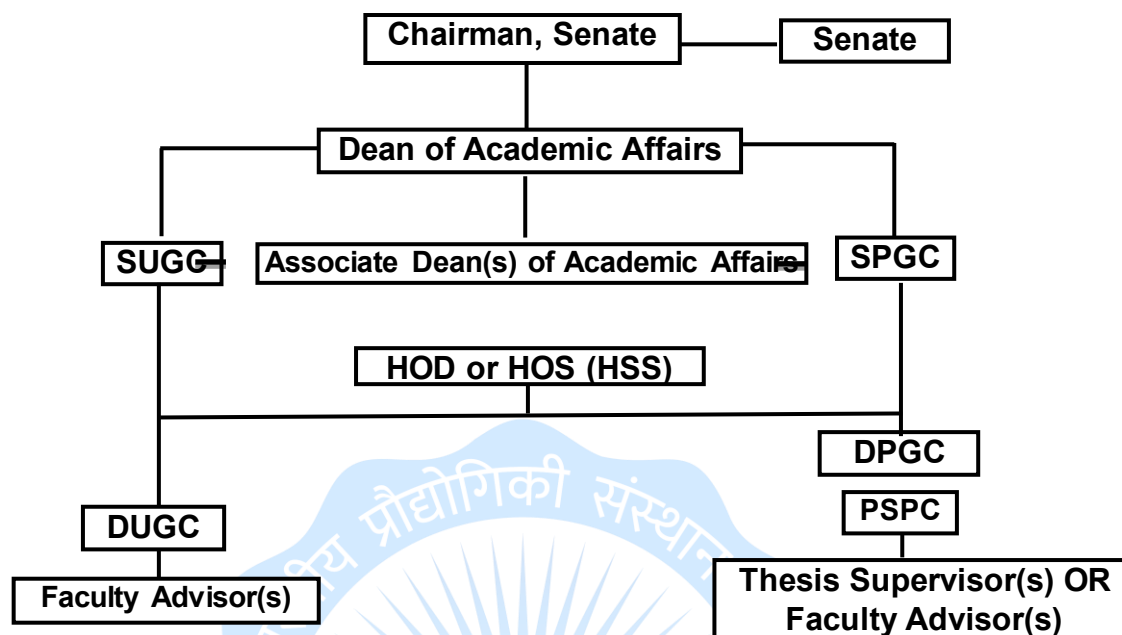 Chairman, Senate
Senate
Dean of Academic Affairs
SUGC
Associate Dean(s) of Academic Affairs
SPGC
HOD or HOS (HSS)
DPGC
PSPC
DUGC
Thesis Supervisor(s) OR
Faculty Advisor(s)
Faculty Advisor(s)
प्रौद्योगिकी संस्थान